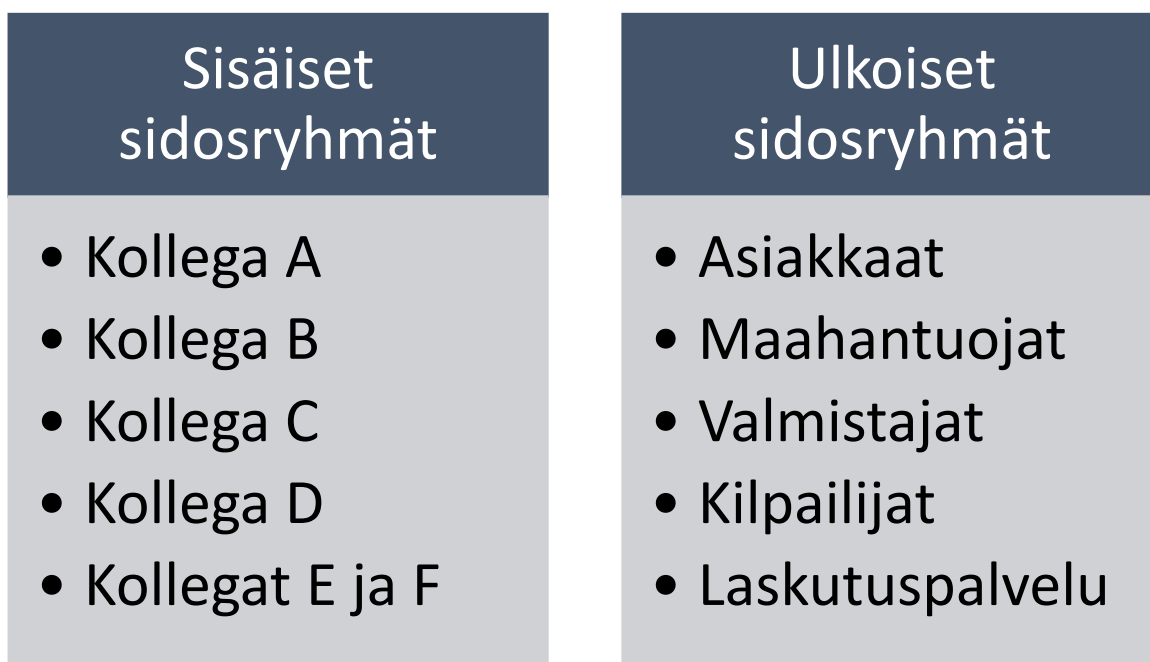 Sisäiset
sidosryhmät
• Kollega A
• Kollega B
• Kollega C
• Kollega D
• Kollegat E ja F
Ulkoiset
sidosryhmät
• Asiakkaat
• Maahantuojat
• Valmistajat
• Kilpailijat
• Laskutuspalvelu